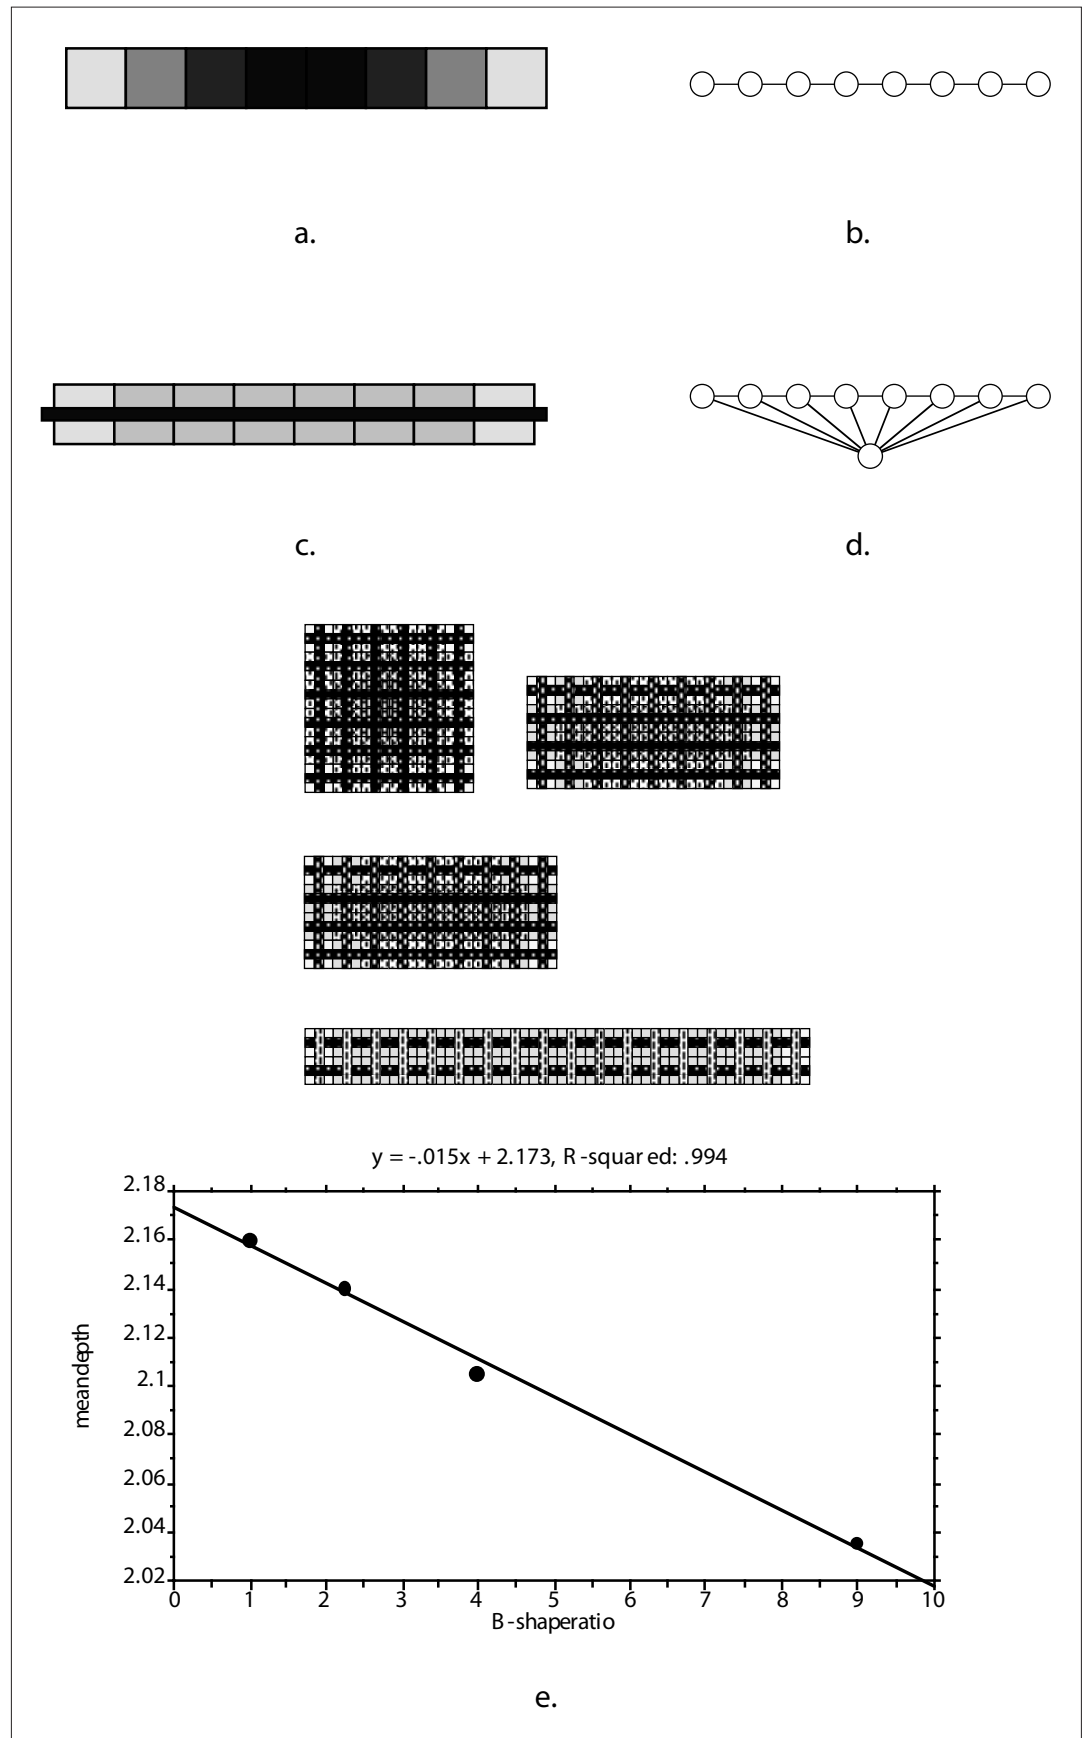 a.
b.
c.
d.
y = -.015x + 2.173, R-squared: .994
2.18
2.16
2.14
2.12
2.1
2.08
2.06
2.04
2.02
meandepth
0 1 2 3 4 5 6 7 8 9 10
B-shaperatio
e.